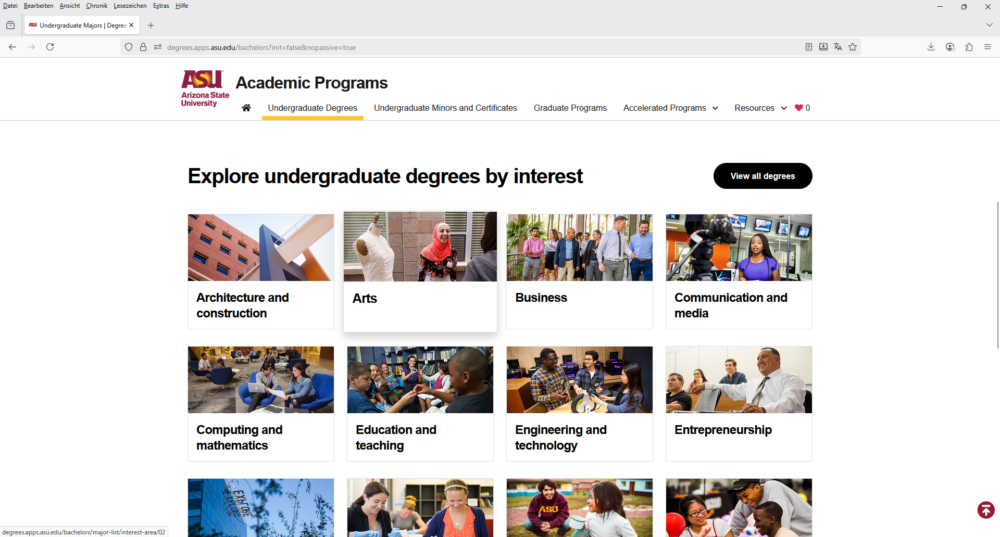 Datei Bearbeiten Ansicht Chronik Lesezeichen Extras Hilfe
ASU Undergraduate Majors | Degree
degrees.apps.asu.edu/bachelors?init=false&nopassive=true
ASU
Arizona State
University
Academic Programs
Undergraduate Degrees Undergraduate Minors and Certificates Graduate Programs Accelerated Programs Resources 0
Explore undergraduate degrees by interest
View all degrees
2
Architecture and
construction
Arts
Business
Communication and
media
Computing and
mathematics
Education and
teaching
Engineering and
technology
Entrepreneurship
EXPLORE
ASU
degrees.apps.asu.edu/bachelors/major-list/interest-area/02